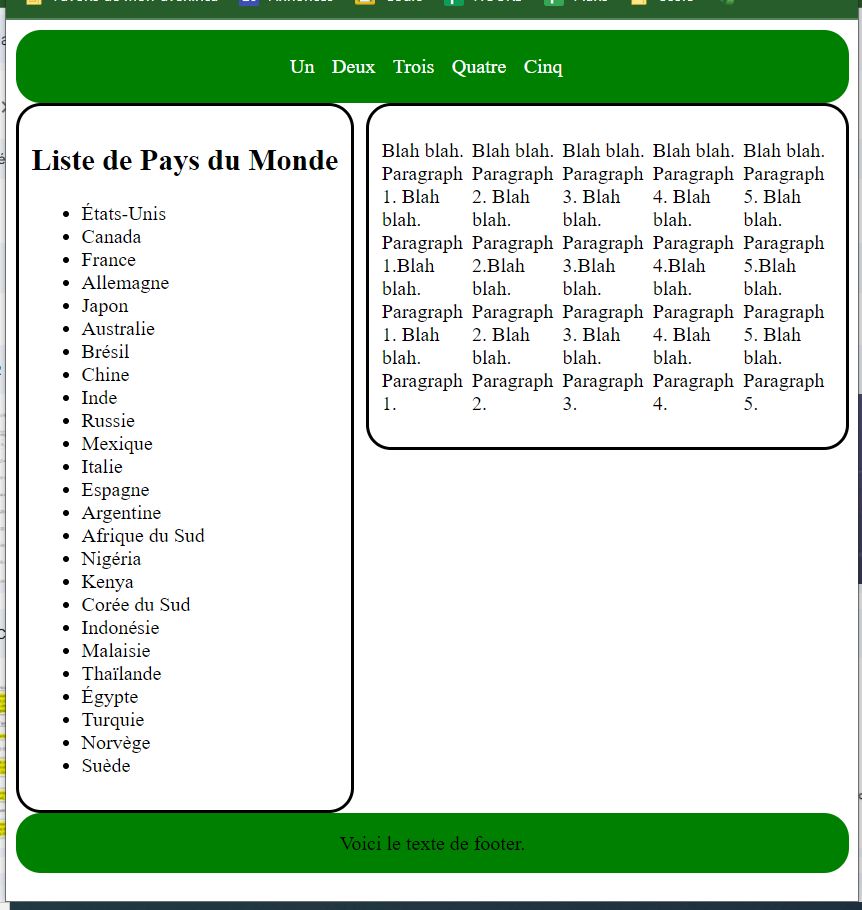 Un Deux Trois Quatre Cinq
Liste de Pays du Monde
États-Unis
Canada
France
Allemagne
Japon
Australie
Brésil
Chine
Inde
Russie
Mexique
Italie
Espagne
Argentine
Afrique du Sud
Nigéria
Kenya
Corée du Sud
Indonésie
Malaisie
Thaïlande
Égypte
Turquie
Norvège
Suède
Blah blah.
Paragraph
1. Blah
blah.
Paragraph
1.Blah
blah.
Paragraph
1. Blah
blah.
Paragraph
1.
Blah blah.
Paragraph
2. Blah
blah.
Paragraph
2.Blah
blah.
Paragraph
2. Blah
blah.
Paragraph
2.
Blah blah.
Paragraph
3. Blah
blah.
Paragraph
3.Blah
blah.
Paragraph
3. Blah
blah.
Paragraph
3.
Blah blah.
Paragraph
4. Blah
blah.
Paragraph
4.Blah
blah.
Paragraph
4. Blah
blah.
Paragraph
4.
Blah blah.
Paragraph
5. Blah
blah.
Paragraph
5.Blah
blah.
Paragraph
5. Blah
blah.
Paragraph
5.
Voici le texte de footer.